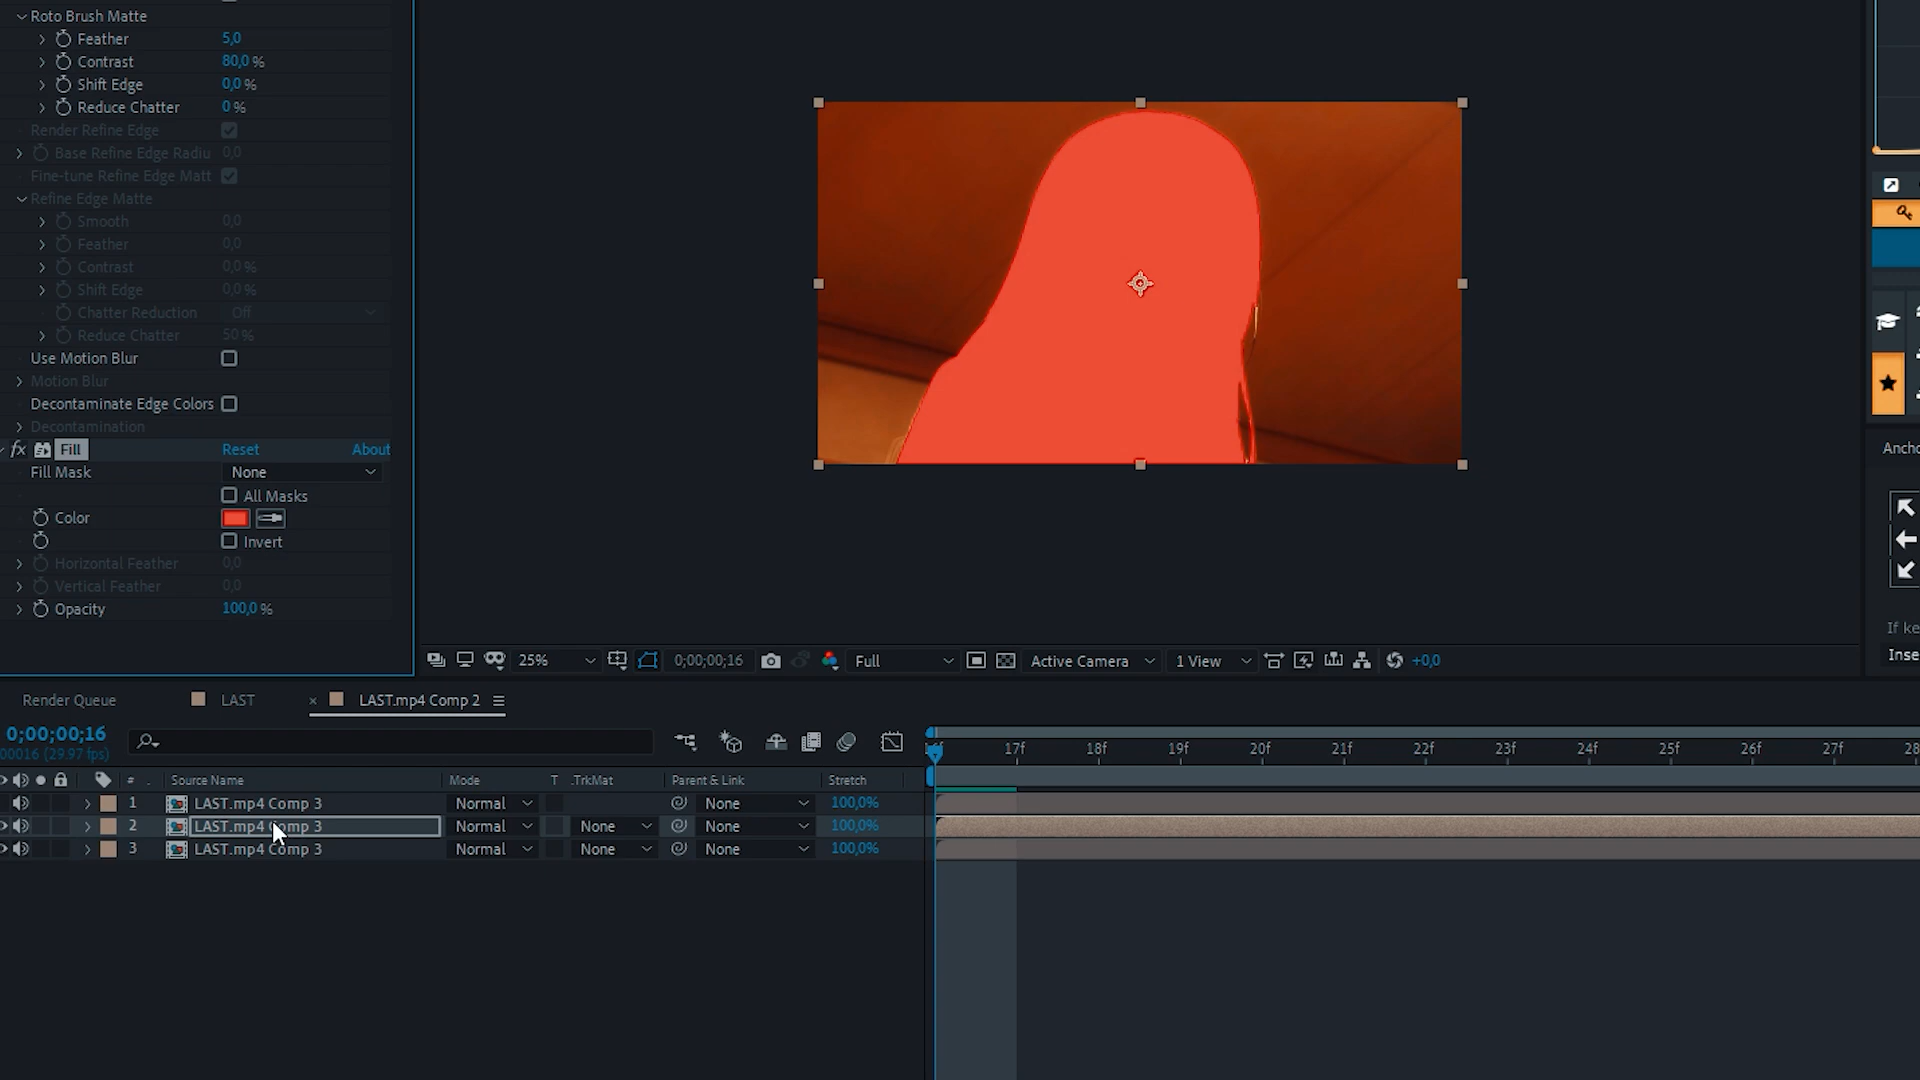 Roto Brush Matte
Feather 5,0
Contrast 80,0 %
Shift Edge 0,0 %
Reduce Chatter 0 %
Render Refine Edge
Base Refine Edge Radiu 0,0
Fine-tune Refine Edge Matt
Refine Edge Matte
Smooth 0,0
Feather 0,0
Contrast 0,0 %
Shift Edge 0,0 %
Chatter Reduction Off
Reduce Chatter 50 %
Use Motion Blur
Motion Blur
Decontaminate Edge Colors
Decontamination
fx Fill Reset About
Fill Mask None
All Masks
Color
Invert
Horizontal Feather 0,0
Vertical Feather 0,0
Opacity 100,0 %
25% 0;00;00;16 Full Active Camera 1 View +0,0
Ancho
If ke
Inse
Render Queue LAST × LAST.mp4 Comp 2
0;00;00;16
00016 (29.97 fps)
17f 18f 19f 20f 21f 22f 23f 24f 25f 26f 27f 28
# Source Name Mode T .TrkMat Parent & Link Stretch
1 LAST.mp4 Comp 3 Normal None 100,0%
2 LAST.mp4 Comp 3 Normal None None 100,0%
3 LAST.mp4 Comp 3 Normal None None 100,0%